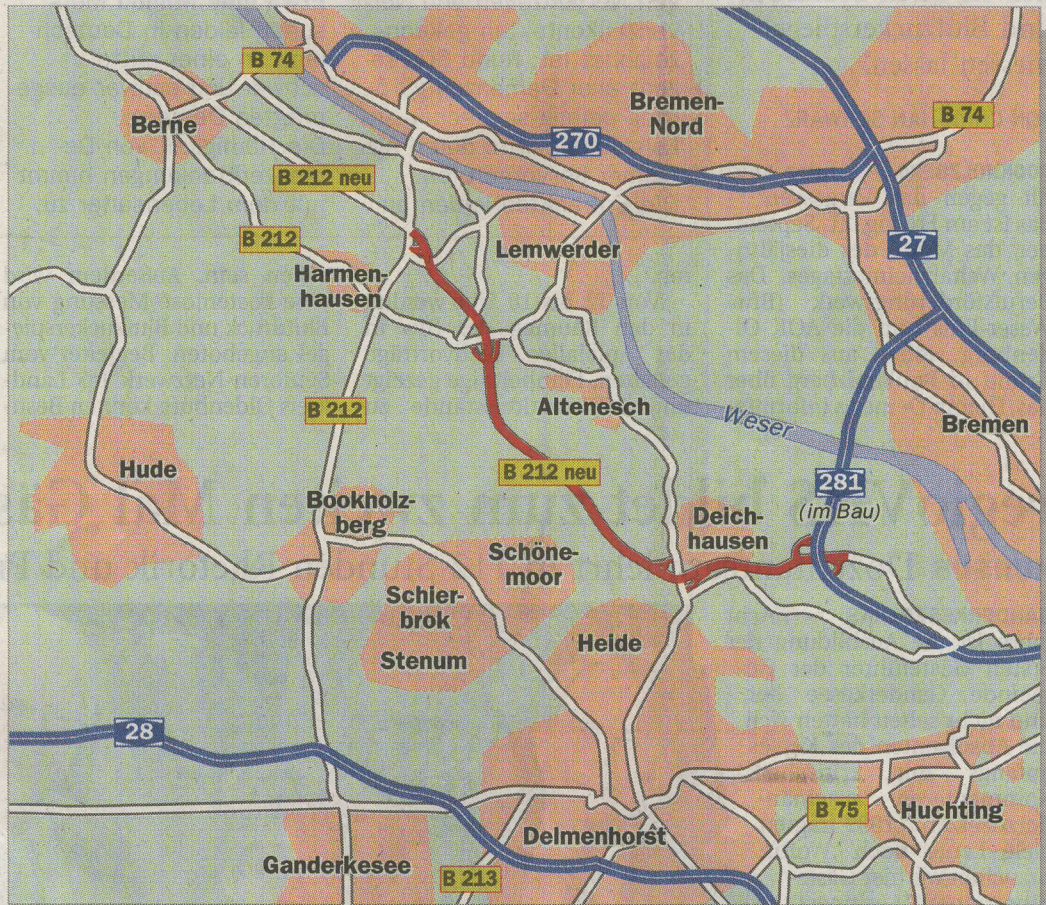 B 74
Berne
Bremen-
Nord
B 74
270
B 212 neu
B 212
Lemwerder
27
Harmen-
hausen
B 212
Altenesch
Weser
Bremen
Hude
B 212 neu
281
(im Bau)
Bookholz-
berg
Deich-
hausen
Schöne-
moor
Schier-
brok
Stenum
Heide
28
B 75
Huchting
Delmenhorst
Ganderkesee
B 213